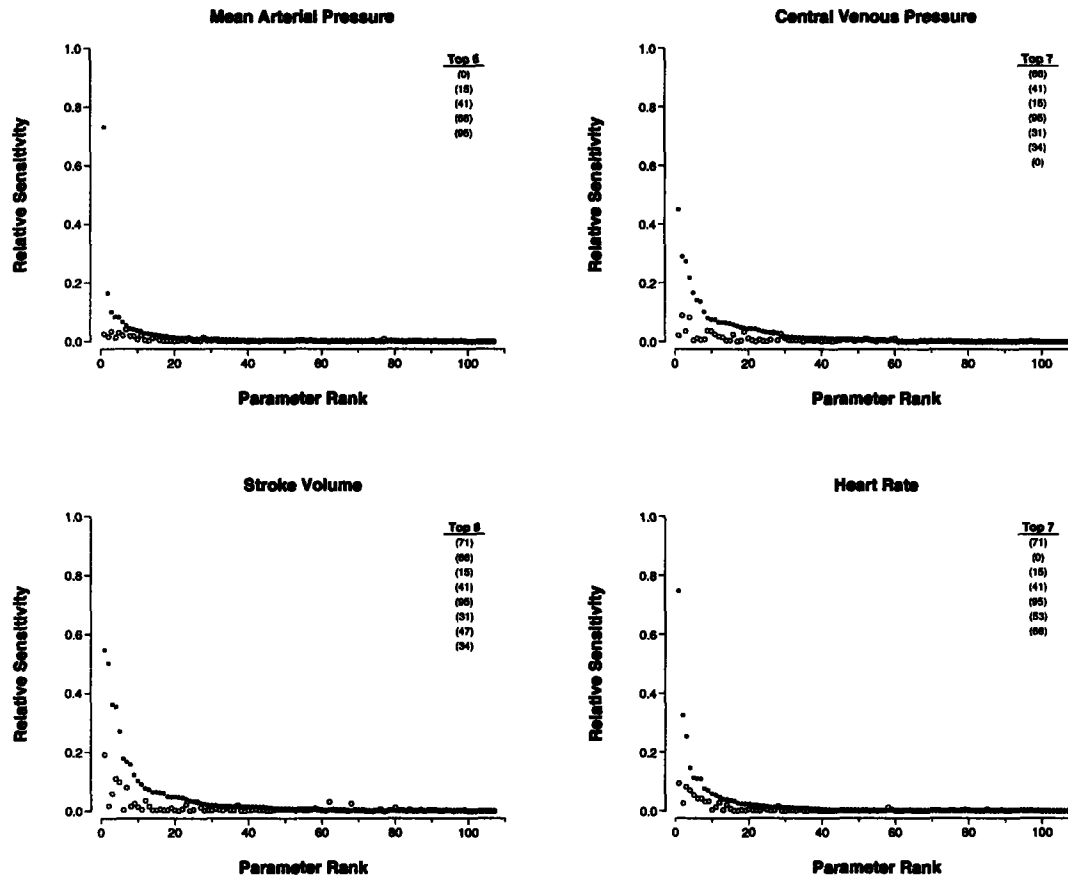 Mean Arterial Pressure
Relative Sensitivity
1.0
0.8
0.6
0.4
0.2
0.0
0 20 40 60 80 100
Parameter Rank
Top 5
(0)
(15)
(41)
(66)
(95)
Central Venous Pressure
Relative Sensitivity
1.0
0.8
0.6
0.4
0.2
0.0
0 20 40 60 80 100
Parameter Rank
Top 7
(66)
(41)
(15)
(95)
(31)
(34)
(0)
Stroke Volume
Relative Sensitivity
1.0
0.8
0.6
0.4
0.2
0.0
0 20 40 60 80 100
Parameter Rank
Top 8
(71)
(66)
(15)
(41)
(95)
(31)
(47)
(34)
Heart Rate
Relative Sensitivity
1.0
0.8
0.6
0.4
0.2
0.0
0 20 40 60 80 100
Parameter Rank
Top 7
(71)
(0)
(15)
(41)
(95)
(53)
(66)